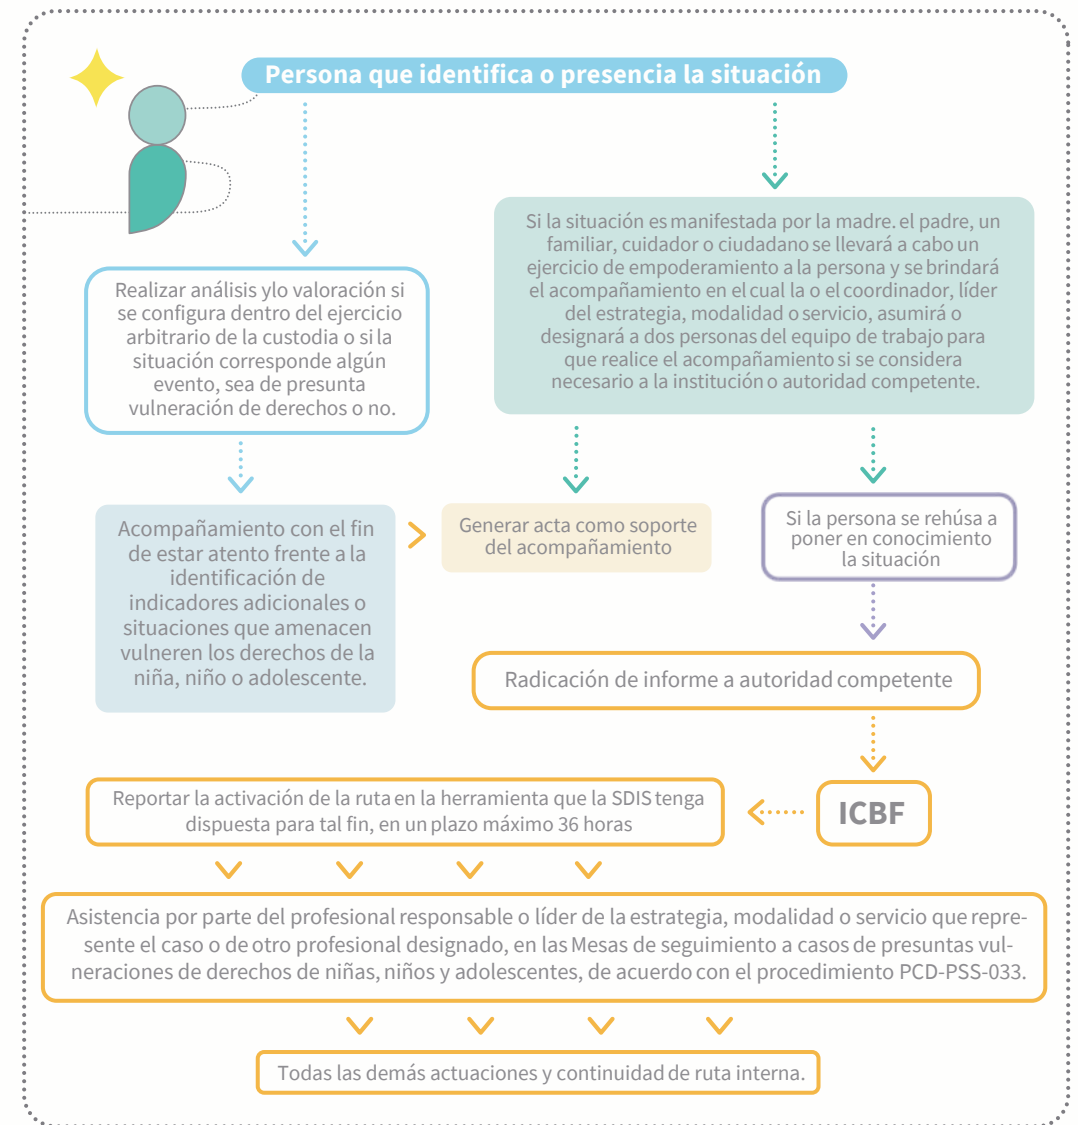 Persona que identifica o presencia la situación
Realizar análisis ylo valoración si
se configura dentro del ejercicio
arbitrario de la custodia o si la
situación corresponde algún
evento, sea de presunta
vulneración de derechos o no.
Si la situación es manifestada por la madre. el padre, un
familiar, cuidador o ciudadano se llevará a cabo un
ejercicio de empoderamiento a la persona y se brindará
el acompañamiento en el cual la o el coordinador, líder
del estrategia, modalidad o servicio, asumirá o
designará a dos personas del equipo de trabajo para
que realice el acompañamiento si se considera
necesario a la institución o autoridad competente.
Acompañamiento con el fin
de estar atento frente a la
identificación de
indicadores adicionales o
situaciones que amenacen
vulneren los derechos de la
niña, niño o adolescente.
Generar acta como soporte
del acompañamiento
Si la persona se rehúsa a
poner en conocimiento
la situación
Radicación de informe a autoridad competente
ICBF
Reportar la activación de la ruta en la herramienta que la SDIS tenga
dispuesta para tal fin, en un plazo máximo 36 horas
Asistencia por parte del profesional responsable o líder de la estrategia, modalidad o servicio que repre-
sente el caso o de otro profesional designado, en las Mesas de seguimiento a casos de presuntas vul-
neraciones de derechos de niñas, niños y adolescentes, de acuerdo con el procedimiento PCD-PSS-033.
Todas las demás actuaciones y continuidad de ruta interna.